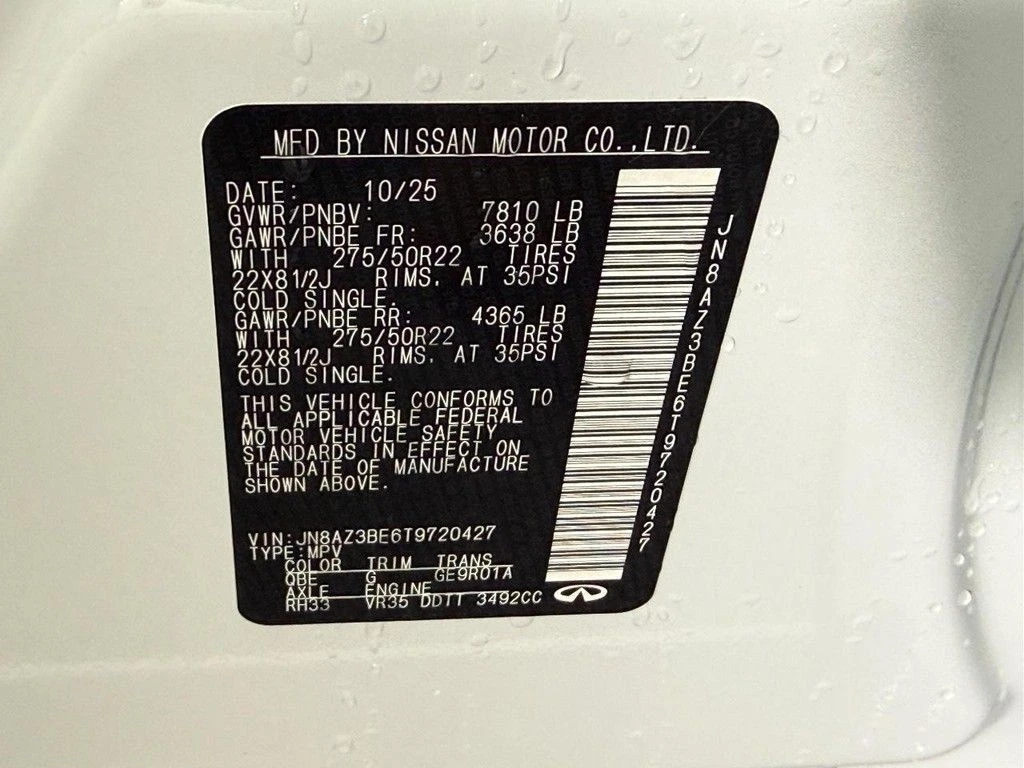 MFD BY NISSAN MOTOR CO.,LTD.
DATE: 10/25
GVWR/PNBV: 7810 LB
GAWR/PNBE FR: 3638 LB
WITH 275/50R22 TIRES
22X81/2J RIMS. AT 35PSI
COLD SINGLE.
GAWR/PNBE RR: 4365 LB
WITH 275/50R22 TIRES
22X81/2J RIMS. AT 35PSI
COLD SINGLE.
THIS VEHICLE CONFORMS TO
ALL APPLICABLE FEDERAL
MOTOR VEHICLE SAFETY
STANDARDS IN EFFECT ON
THE DATE OF MANUFACTURE
SHOWN ABOVE.
VIN:JN8AZ3BE6T9720427
TYPE:MPV
COLOR TRIM TRANS
QBE G GE9R01A
AXLE ENGINE
RH33 VR35 DDTT 3492CC
JN8AZ3BE6T9720427